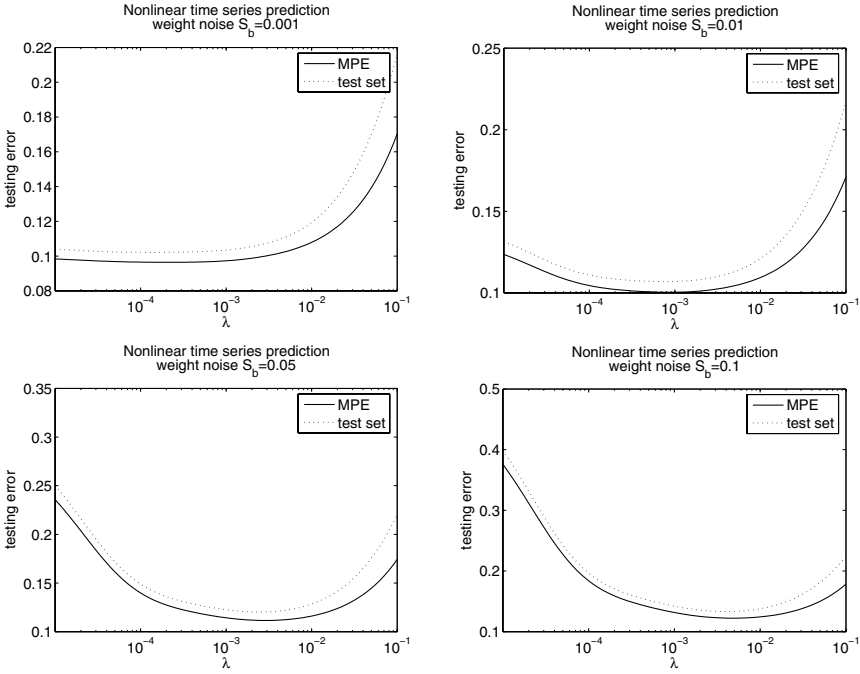 Nonlinear time series prediction
weight noise S_b=0.001
0.22
0.2
0.18
0.16
0.14
0.12
0.1
0.08
testing error
MPE
test set
10^-4
10^-3
10^-2
10^-1
λ
Nonlinear time series prediction
weight noise S_b=0.01
0.25
0.2
0.15
0.1
testing error
MPE
test set
10^-4
10^-3
10^-2
10^-1
λ
Nonlinear time series prediction
weight noise S_b=0.05
0.35
0.3
0.25
0.2
0.15
0.1
testing error
MPE
test set
10^-4
10^-3
10^-2
10^-1
λ
Nonlinear time series prediction
weight noise S_b=0.1
0.5
0.4
0.3
0.2
0.1
testing error
MPE
test set
10^-4
10^-3
10^-2
10^-1
λ